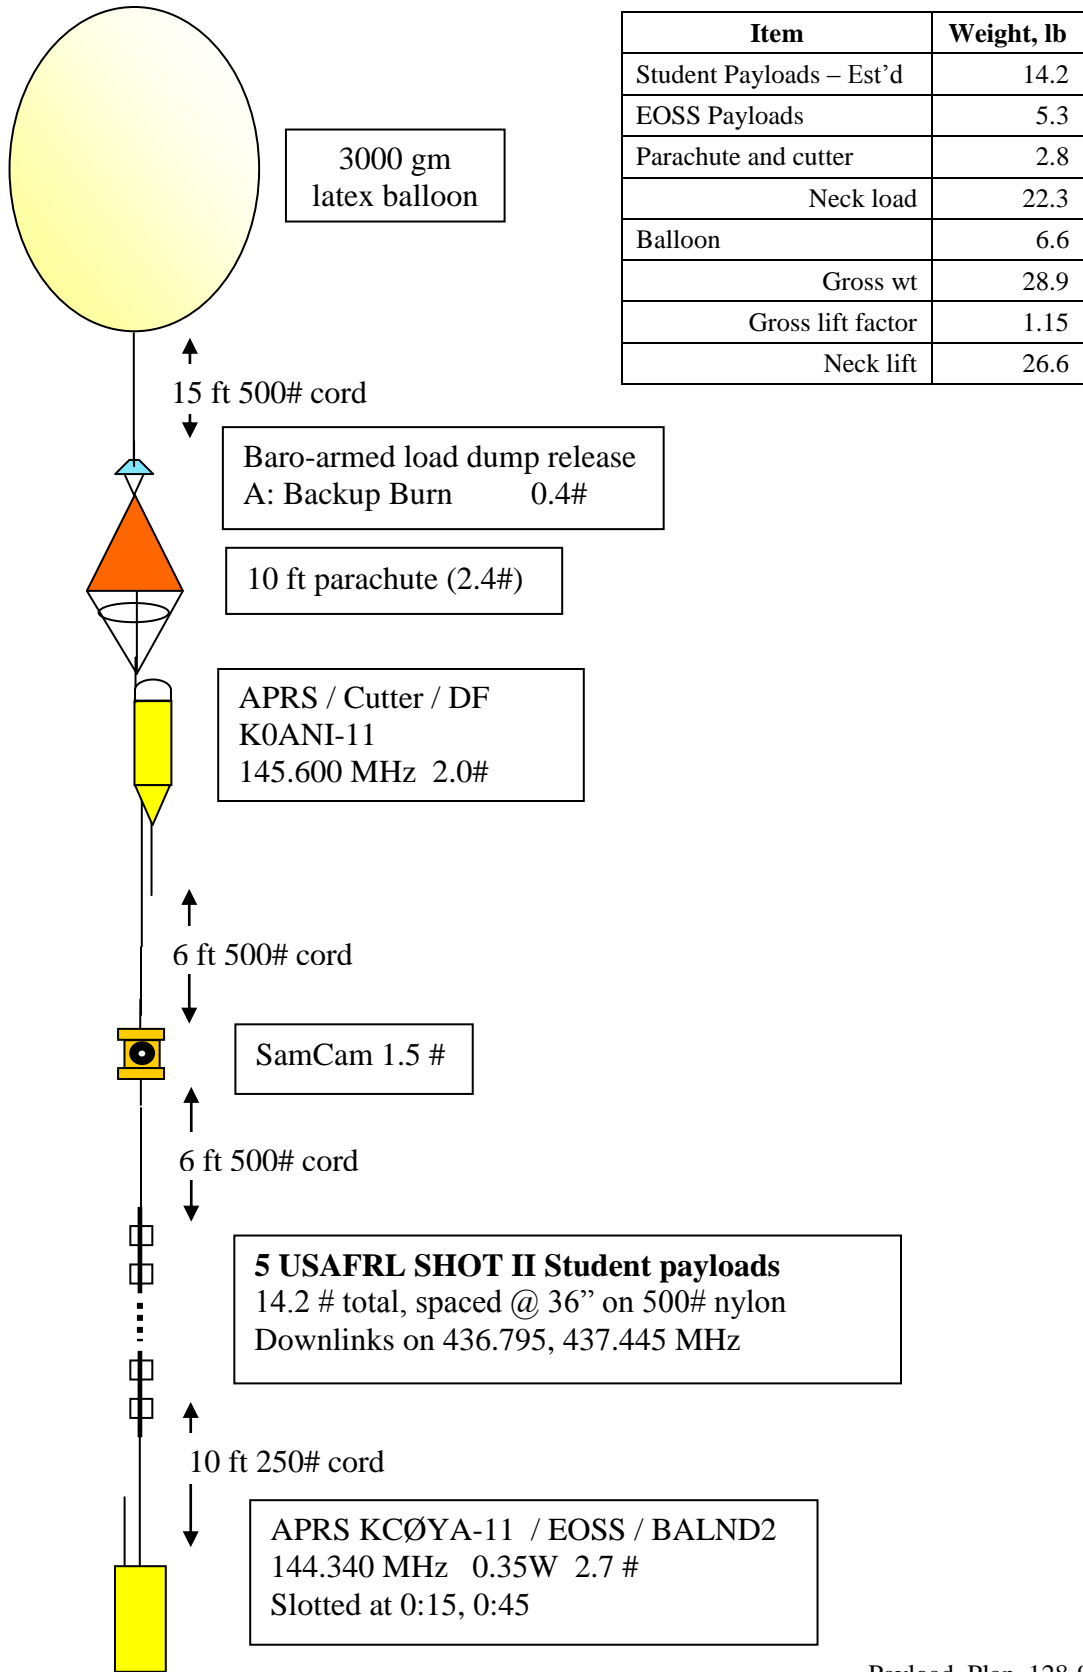 Item Weight, lb
Student Payloads – Est’d 14.2
EOSS Payloads 5.3
Parachute and cutter 2.8
Neck load 22.3
Balloon 6.6
Gross wt 28.9
Gross lift factor 1.15
Neck lift 26.6
3000 gm
latex balloon
15 ft 500# cord
Baro-armed load dump release
A: Backup Burn 0.4#
10 ft parachute (2.4#)
APRS / Cutter / DF
K0ANI-11
145.600 MHz 2.0#
6 ft 500# cord
SamCam 1.5 #
6 ft 500# cord
5 USAFRL SHOT II Student payloads
14.2 # total, spaced @ 36” on 500# nylon
Downlinks on 436.795, 437.445 MHz
10 ft 250# cord
APRS KCØYA-11 / EOSS / BALND2
144.340 MHz 0.35W 2.7 #
Slotted at 0:15, 0:45